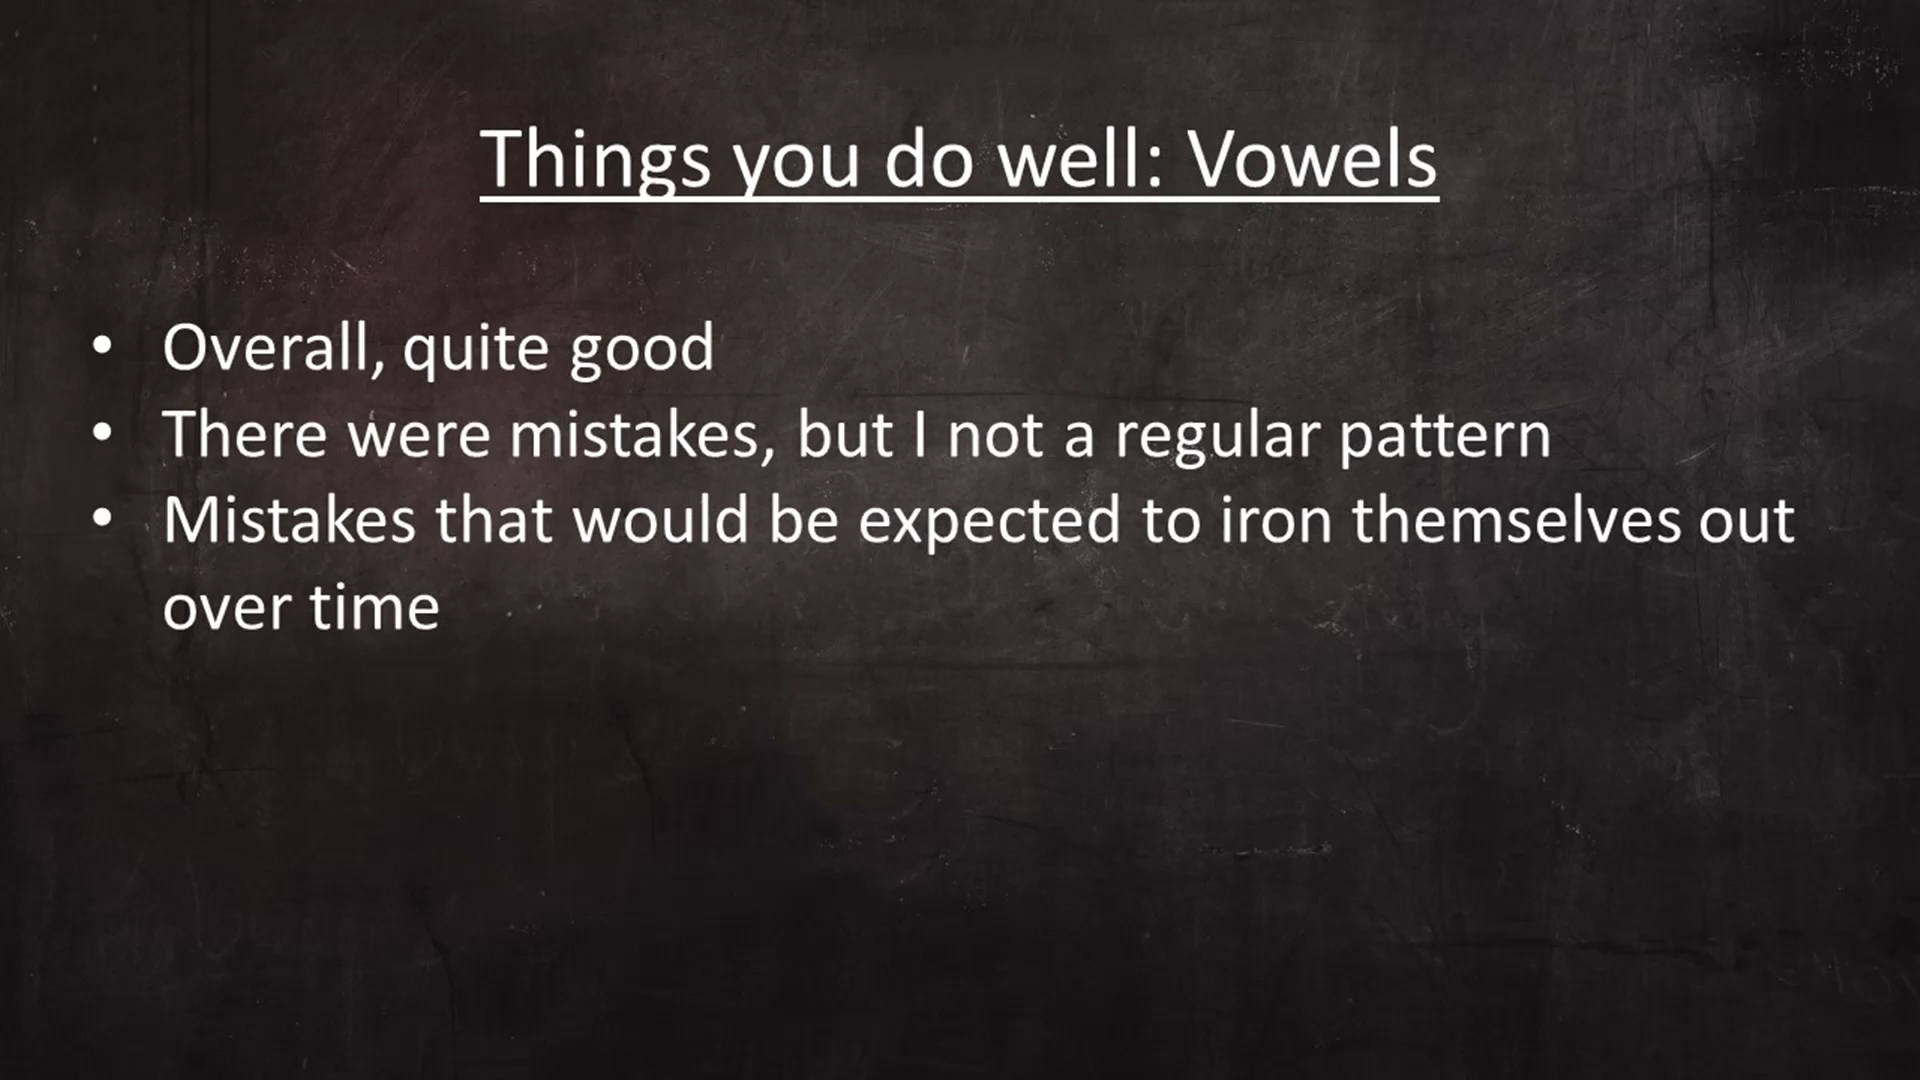 Things you do well: Vowels
• Overall, quite good
• There were mistakes, but I not a regular pattern
• Mistakes that would be expected to iron themselves out
over time